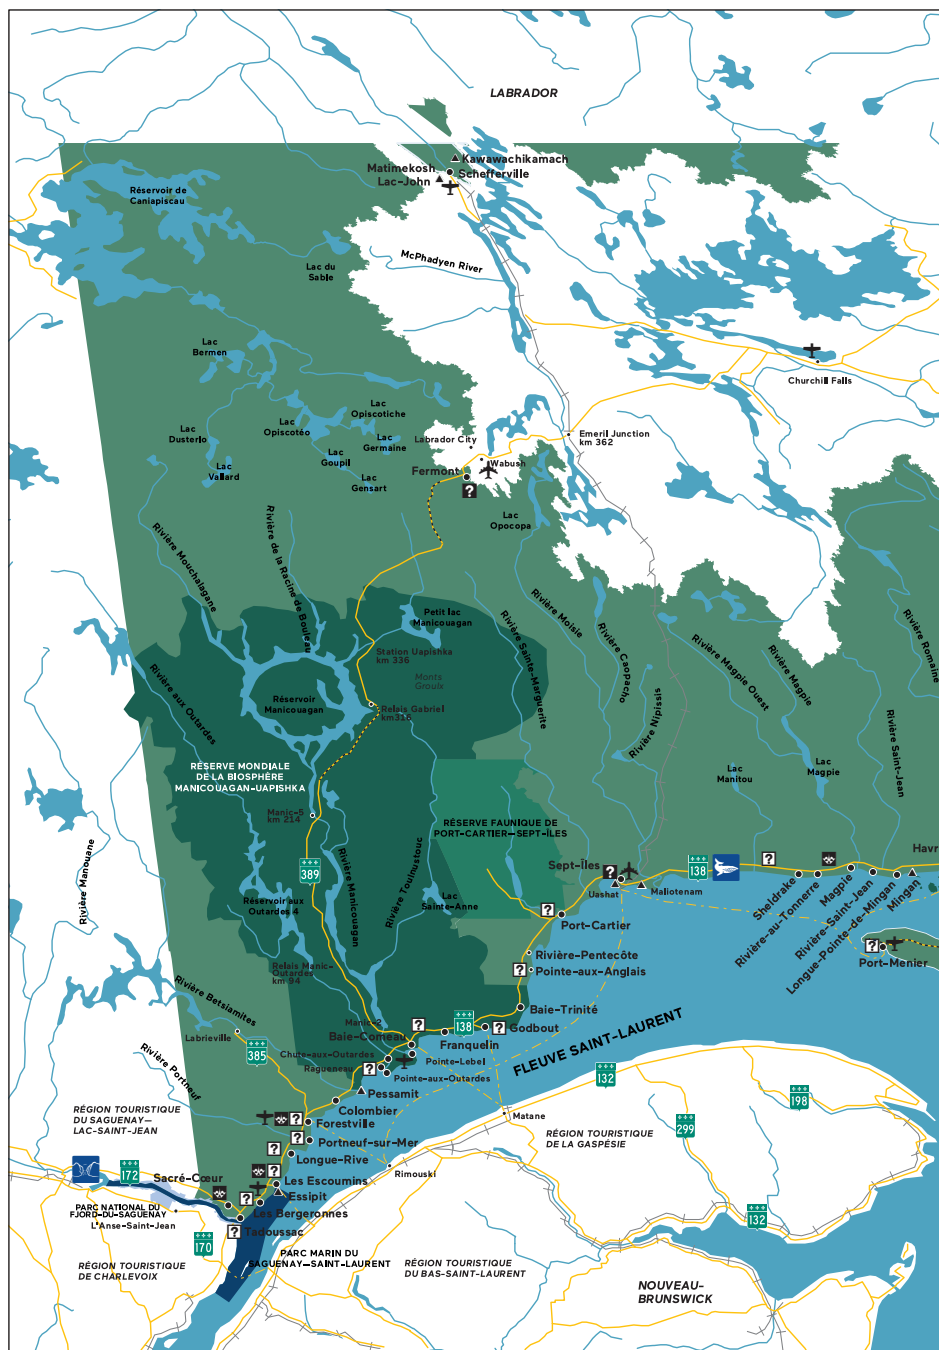 LABRADOR
Kawawachikamach
Matimekosh
Schefferville
Lac-John
Réservoir de
Caniapiscau
McPhadyen River
Lac du
Sable
Lac
Bermen
Churchill Falls
Lac
Opiscotiche
Lac
Opiscotéo
Lac
Dusterlo
Lac
Germaine
Labrador City
Emeril Junction
km 362
Lac
Goupil
Wabush
Lac
Vallard
Fermont
Lac
Gensart
?
Lac
Opocopa
Rivière Mouchalagane
Rivière de la Racine de Bouleau
Petit lac
Manicouagan
Rivière Moisie
Rivière Sainte-Marguerite
Rivière Caopacho
Rivière Nipissis
Rivière Magpie Ouest
Rivière Magpie
Rivière Romaine
Rivière Saint-Jean
Station Uapishka
km 336
Monts
Groulx
Rivière aux Outardes
Réservoir
Manicouagan
Relais Gabriel
km 316
RÉSERVE MONDIALE
DE LA BIOSPHÈRE
MANICOUAGAN-UAPISHKA
Lac
Manitou
Lac
Magpie
Manic-5
km 214
RÉSERVE FAUNIQUE DE
PORT-CARTIER–SEPT-ÎLES
Rivière Manouane
389
Rivière Manicouagan
Rivière Toulnustouc
Sept-Îles
?
138
?
Havr
Uashat
Maliotenam
Sheldrake
Rivière-au-Tonnerre
Magpie
Rivière-Saint-Jean
Longue-Pointe-de-Mingan
Mingan
Réservoir aux
Outardes 4
Lac
Sainte-Anne
?
Port-Cartier
?
Port-Menier
Rivière-Pentecôte
?
Pointe-aux-Anglais
Relais Manic-
Outardes
km 94
Rivière Betsiamites
Baie-Trinité
Manic-2
?
138
?
Godbout
Labrieville
Baie-Comeau
Franquelin
FLEUVE SAINT-LAURENT
385
Chute-aux-Outardes
Pointe-Lebel
Ragueneau
?
Pointe-aux-Outardes
Rivière Portneuf
Pessamit
132
198
Colombier
Matane
RÉGION TOURISTIQUE
DU SAGUENAY—
LAC-SAINT-JEAN
?
Forestville
299
RÉGION TOURISTIQUE
DE LA GASPÉSIE
?
Portneuf-sur-Mer
?
Longue-Rive
172
Sacré-Cœur
?
Rimouski
Les Escoumins
Essipit
?
PARC NATIONAL DU
FJORD-DU-SAGUENAY
Les Bergeronnes
132
L'Anse-Saint-Jean
?
Tadoussac
170
PARC MARIN DU
SAGUENAY—SAINT-LAURENT
RÉGION TOURISTIQUE
DE CHARLEVOIX
RÉGION TOURISTIQUE
DU BAS-SAINT-LAURENT
NOUVEAU-
BRUNSWICK